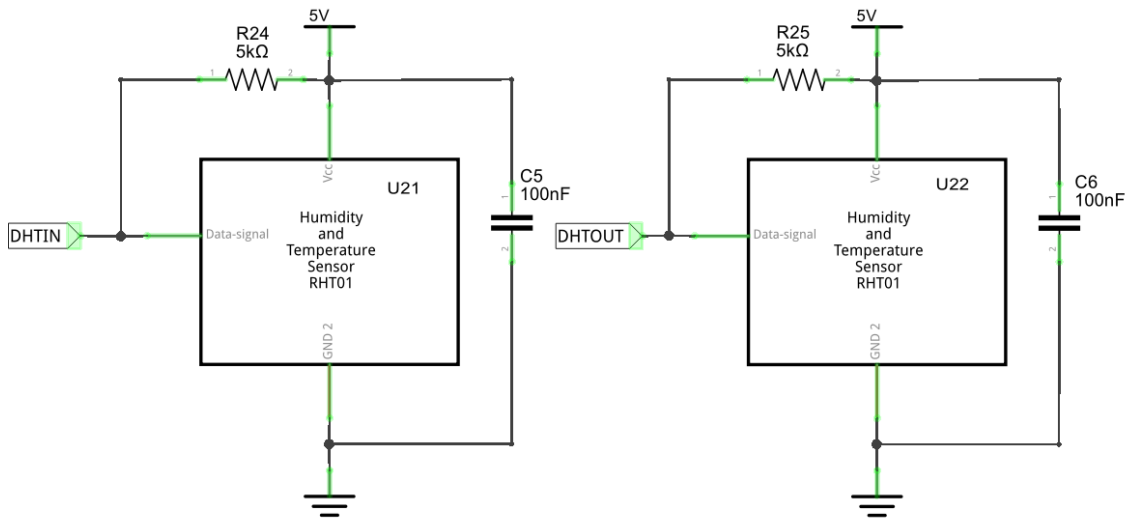 5V
R24
5kΩ
1
2
Vcc
U21
C5
100nF
1
2
DHTIN
Data-signal
Humidity
and
Temperature
Sensor
RHT01
GND 2
5V
R25
5kΩ
1
2
Vcc
U22
C6
100nF
1
2
DHTOUT
Data-signal
Humidity
and
Temperature
Sensor
RHT01
GND 2